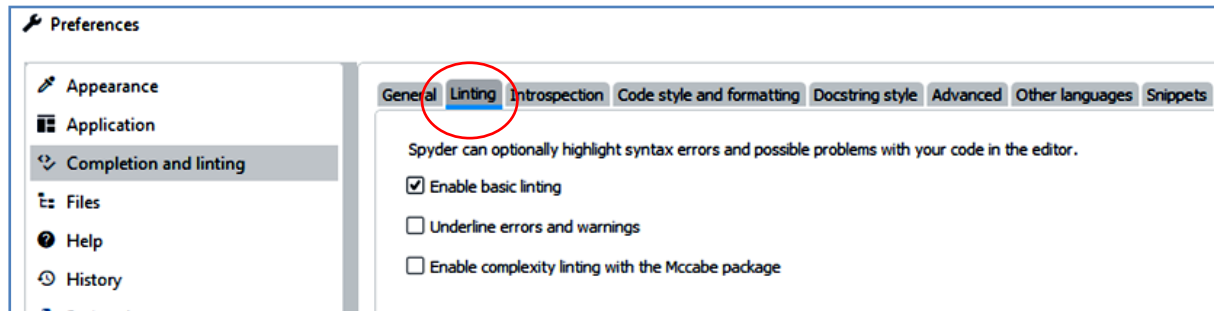 Preferences
Appearance
Application
Completion and linting
Files
Help
History
General Linting Introspection Code style and formatting Docstring style Advanced Other languages Snippets
Spyder can optionally highlight syntax errors and possible problems with your code in the editor.
Enable basic linting
Underline errors and warnings
Enable complexity linting with the Mccabe package